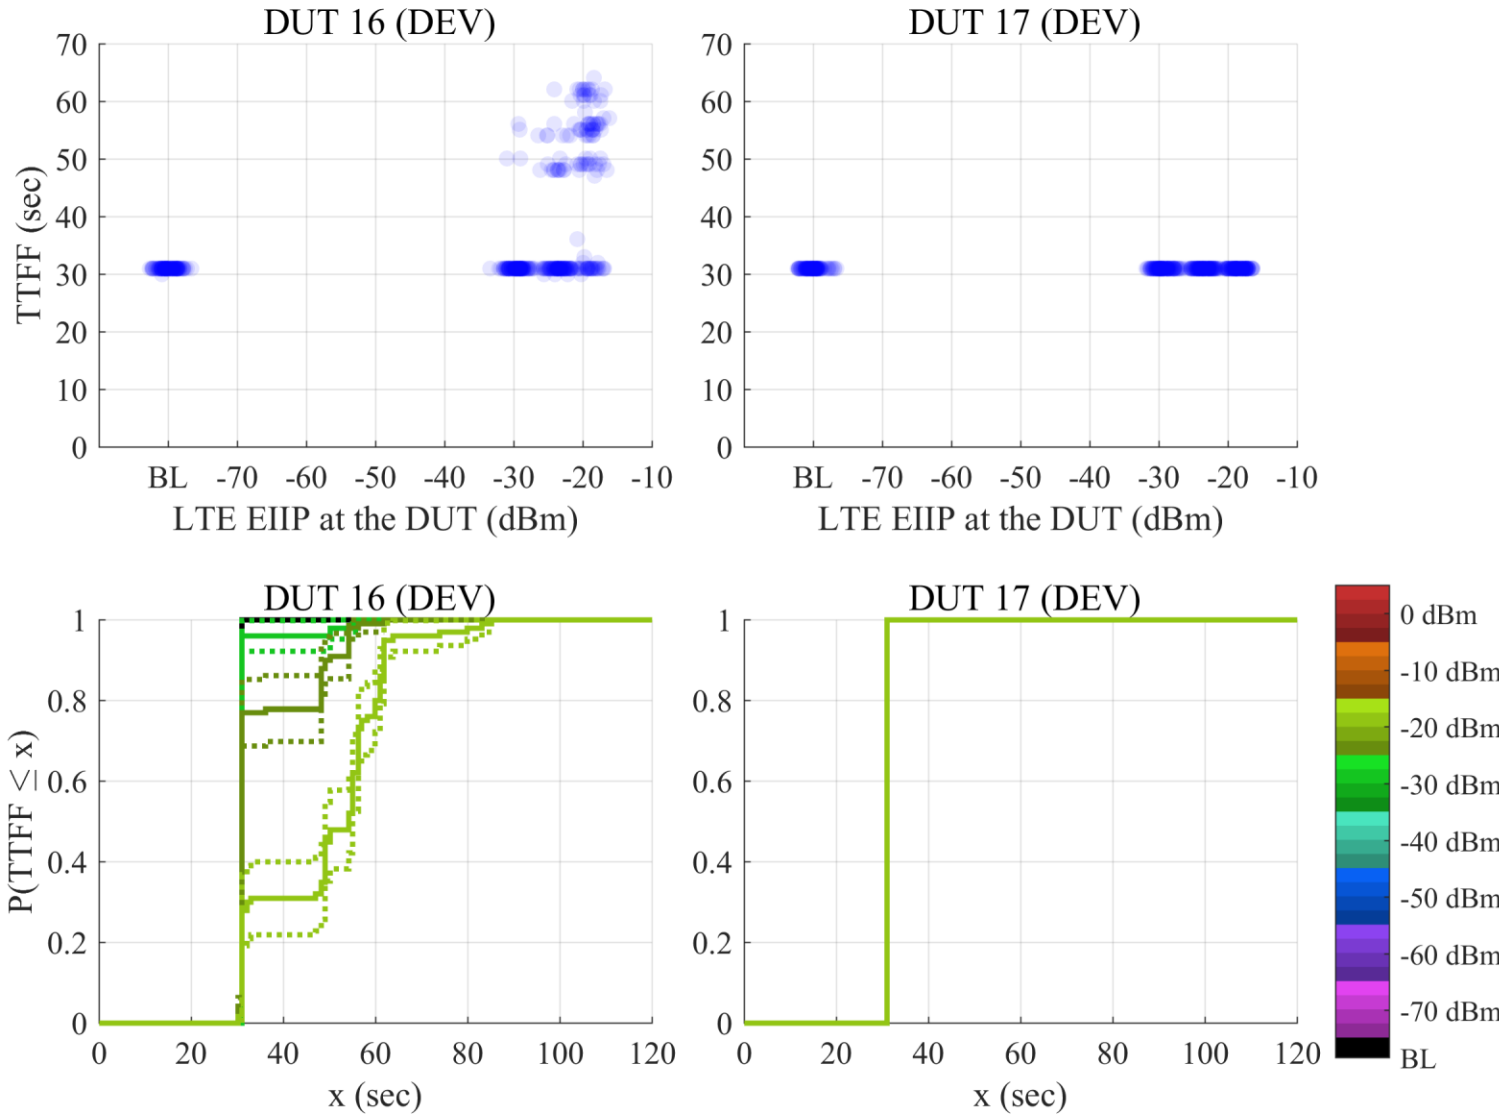 DUT 16 (DEV)
DUT 17 (DEV)
TTFF (sec)
70
60
50
40
30
20
10
0
BL -70 -60 -50 -40 -30 -20 -10
LTE EIIP at the DUT (dBm)
70
60
50
40
30
20
10
0
BL -70 -60 -50 -40 -30 -20 -10
LTE EIIP at the DUT (dBm)
DUT 16 (DEV)
DUT 17 (DEV)
P(TTFF ≤ x)
1
0.8
0.6
0.4
0.2
0
0 20 40 60 80 100 120
x (sec)
1
0.8
0.6
0.4
0.2
0
0 20 40 60 80 100 120
x (sec)
0 dBm
-10 dBm
-20 dBm
-30 dBm
-40 dBm
-50 dBm
-60 dBm
-70 dBm
BL